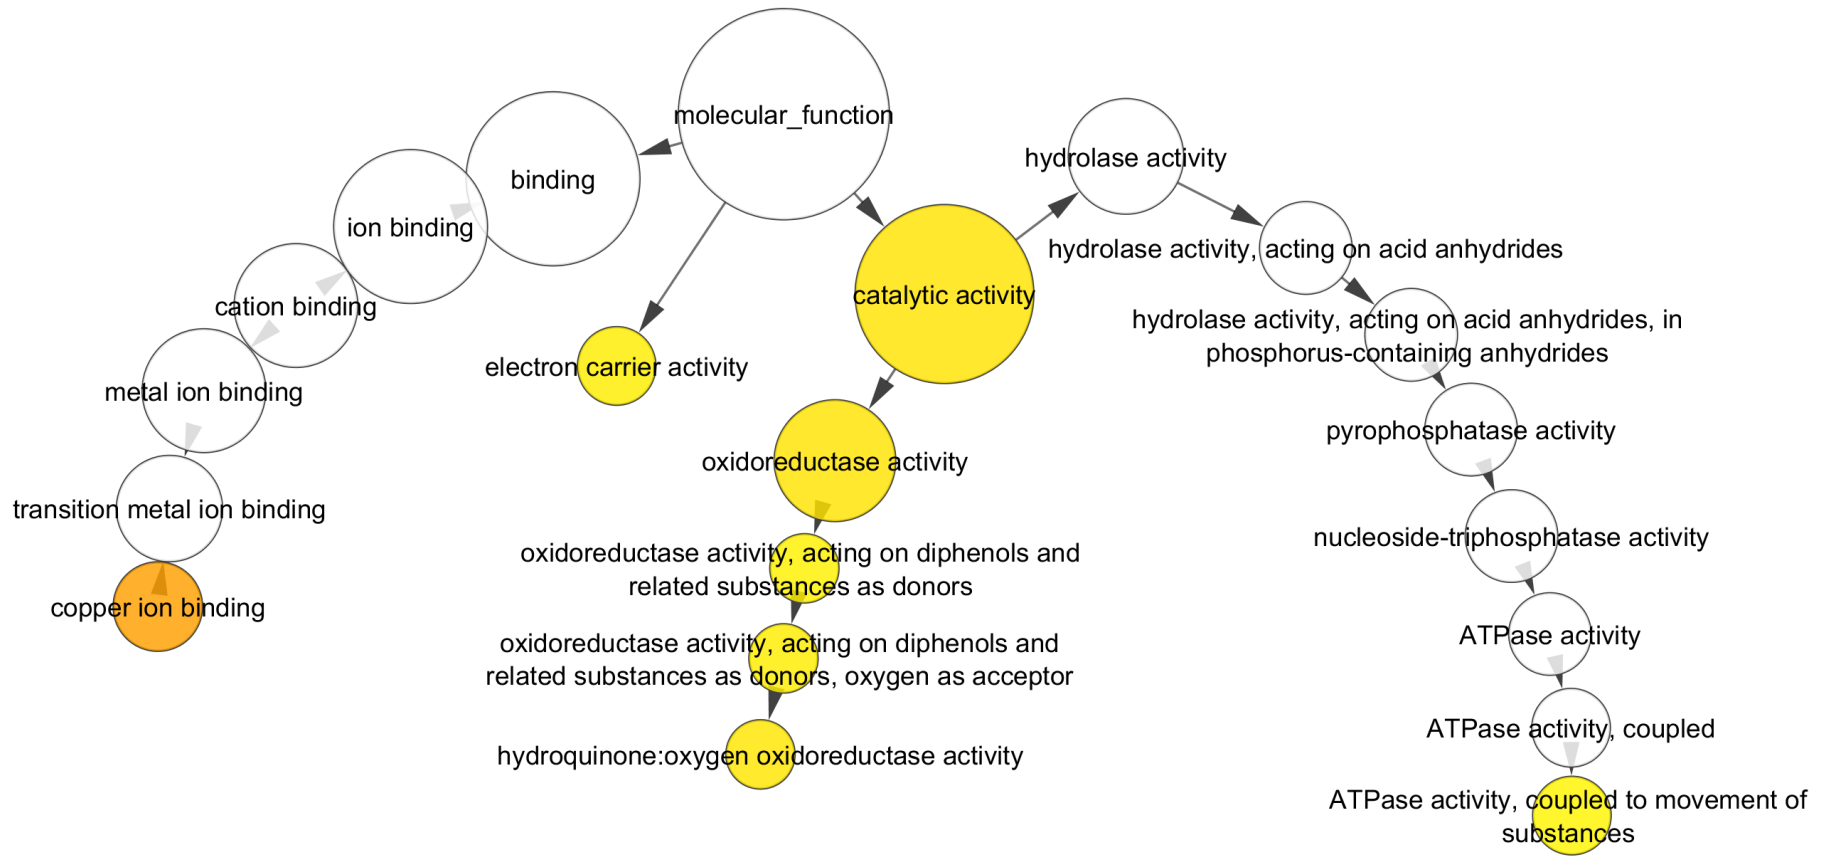 molecular_function
binding
hydrolase activity
ion binding
hydrolase activity, acting on acid anhydrides
catalytic activity
cation binding
hydrolase activity, acting on acid anhydrides, in
phosphorus-containing anhydrides
electron carrier activity
metal ion binding
pyrophosphatase activity
oxidoreductase activity
transition metal ion binding
nucleoside-triphosphatase activity
oxidoreductase activity, acting on diphenols and
related substances as donors
copper ion binding
ATPase activity
oxidoreductase activity, acting on diphenols and
related substances as donors, oxygen as acceptor
ATPase activity, coupled
hydroquinone:oxygen oxidoreductase activity
ATPase activity, coupled to movement of
substances